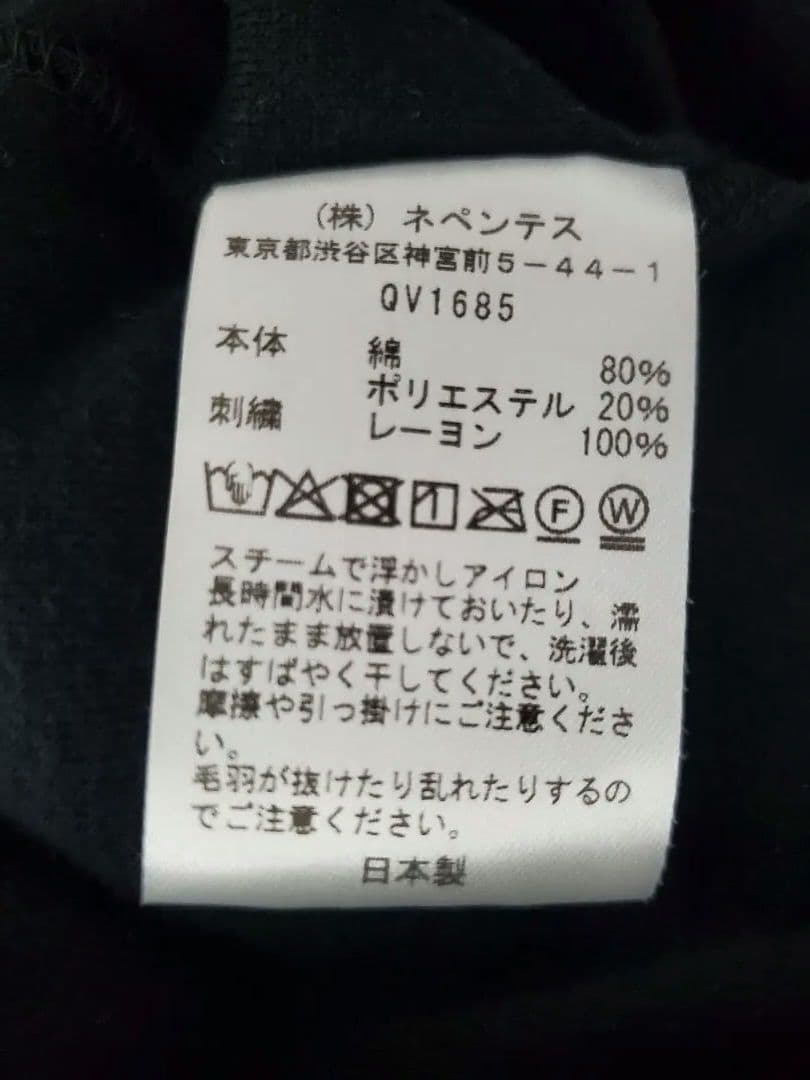 (株) ネペンテス
東京都渋谷区神宮前5-44-1
QV1685
本体 綿 80%
ポリエステル 20%
刺繍 レーヨン 100%
F W
スチームで浮かしアイロン
長時間水に漬けておいたり、濡
れたまま放置しないで、洗濯後
はすばやく干してください。
摩擦や引っ掛けにご注意くださ
い。
毛羽が抜けたり乱れたりするの
でご注意ください。
日本製